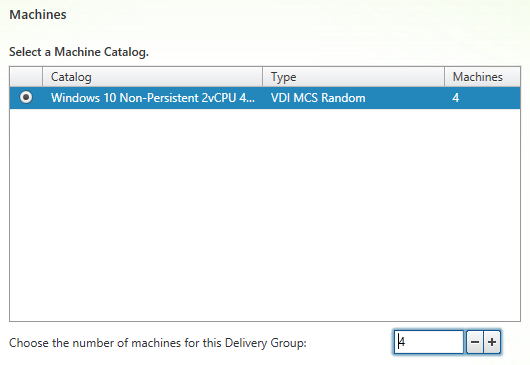 Machines
Select a Machine Catalog.
Catalog Type Machines
Windows 10 Non-Persistent 2vCPU 4... VDI MCS Random 4
Choose the number of machines for this Delivery Group: 4 - +